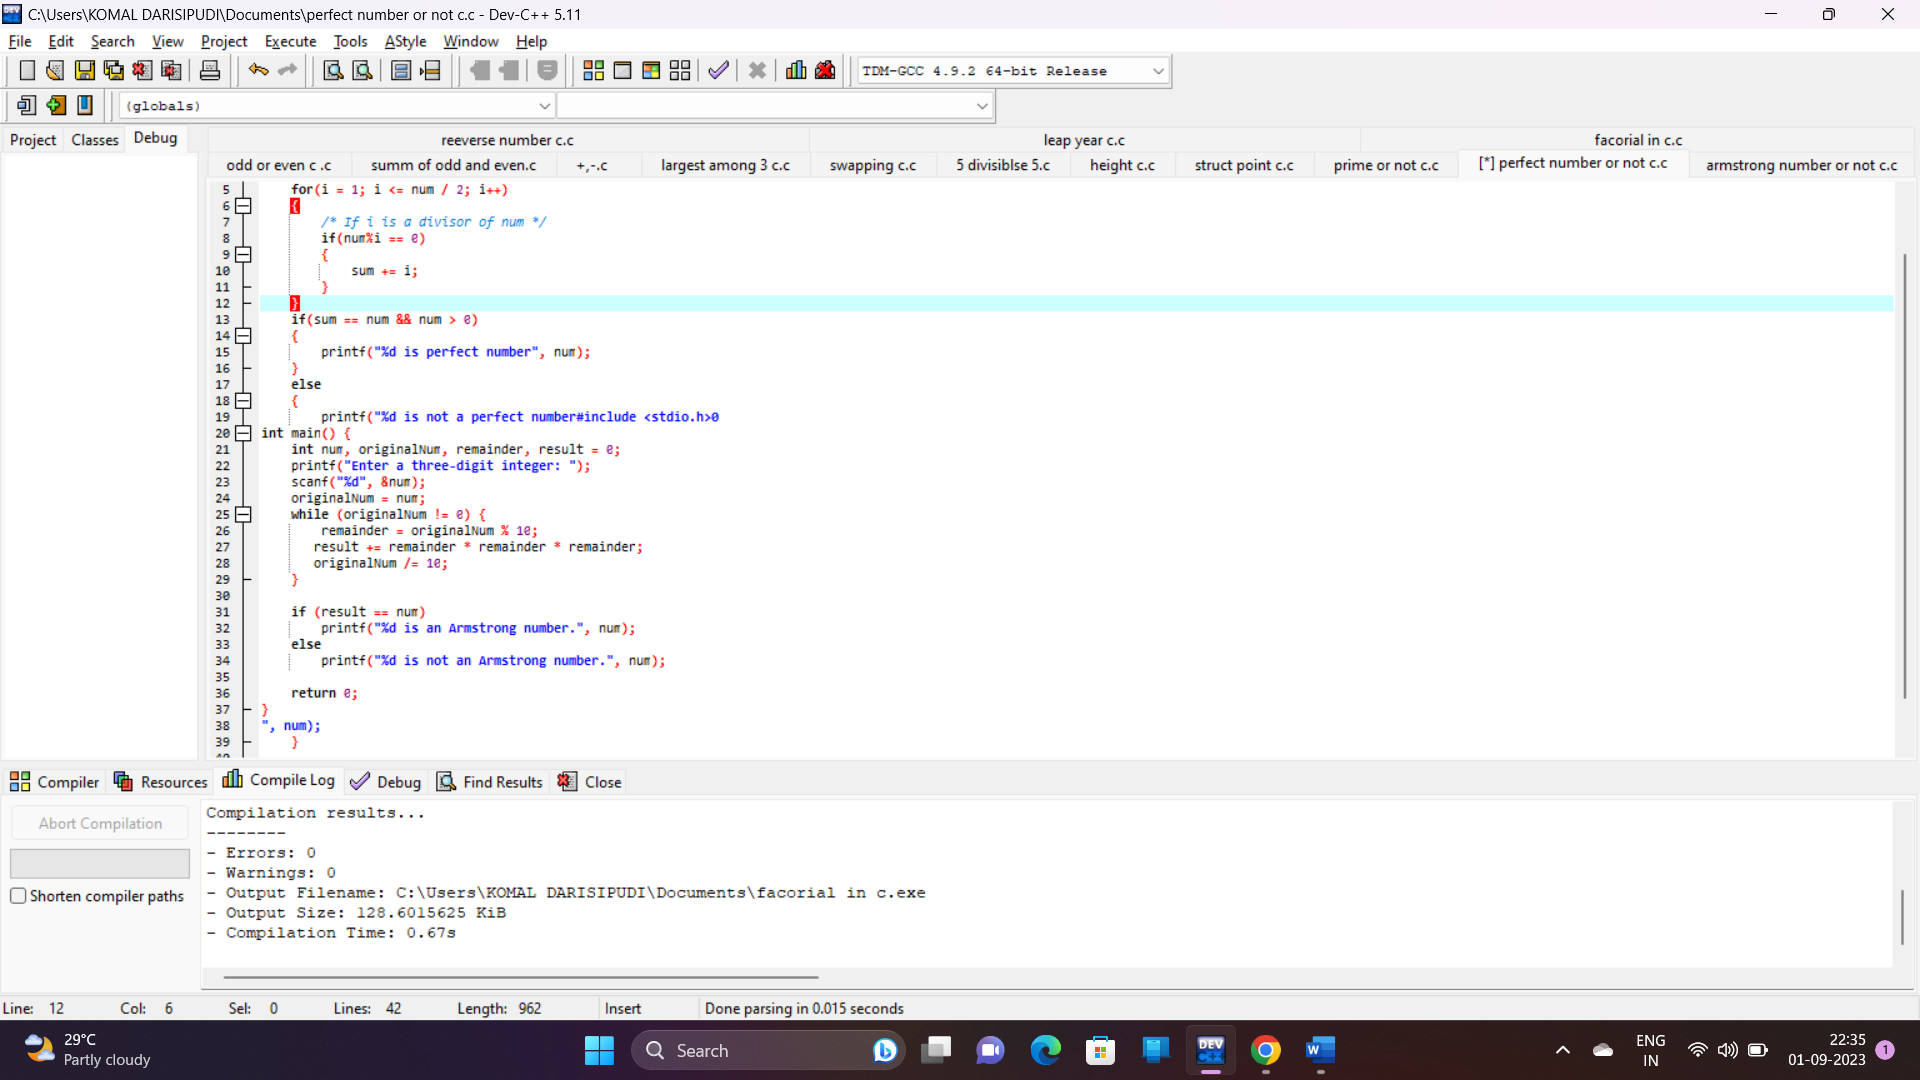 C:\Users\KOMAL DARISIPUDI\Documents\perfect number or not c.c - Dev-C++ 5.11
File Edit Search View Project Execute Tools AStyle Window Help
TDM-GCC 4.9.2 64-bit Release
(globals)
Project Classes Debug
reeverse number c.c leap year c.c facorial in c.c
odd or even c .c summ of odd and even.c +,-.c largest among 3 c.c swapping c.c 5 divisiblse 5.c height c.c struct point c.c prime or not c.c [*] perfect number or not c.c armstrong number or not c.c
5 for(i = 1; i <= num / 2; i++)
6 {
7 /* If i is a divisor of num */
8 if(num%i == 0)
9 {
10 sum += i;
11 }
12 }
13 if(sum == num && num > 0)
14 {
15 printf("%d is perfect number", num);
16 }
17 else
18 {
19 printf("%d is not a perfect number#include <stdio.h>0
20 int main() {
21 int num, originalNum, remainder, result = 0;
22 printf("Enter a three-digit integer: ");
23 scanf("%d", &num);
24 originalNum = num;
25 while (originalNum != 0) {
26 remainder = originalNum % 10;
27 result += remainder * remainder * remainder;
28 originalNum /= 10;
29 }
30
31 if (result == num)
32 printf("%d is an Armstrong number.", num);
33 else
34 printf("%d is not an Armstrong number.", num);
35
36 return 0;
37 }
38 ", num);
39 }
Compiler Resources Compile Log Debug Find Results Close
Abort Compilation
Shorten compiler paths
Compilation results...
--------
- Errors: 0
- Warnings: 0
- Output Filename: C:\Users\KOMAL DARISIPUDI\Documents\facorial in c.exe
- Output Size: 128.6015625 KiB
- Compilation Time: 0.67s
Line: 12 Col: 6 Sel: 0 Lines: 42 Length: 962 Insert Done parsing in 0.015 seconds
29°C
Partly cloudy
Search
DEV
C++
W
ENG
IN
22:35
01-09-2023
1